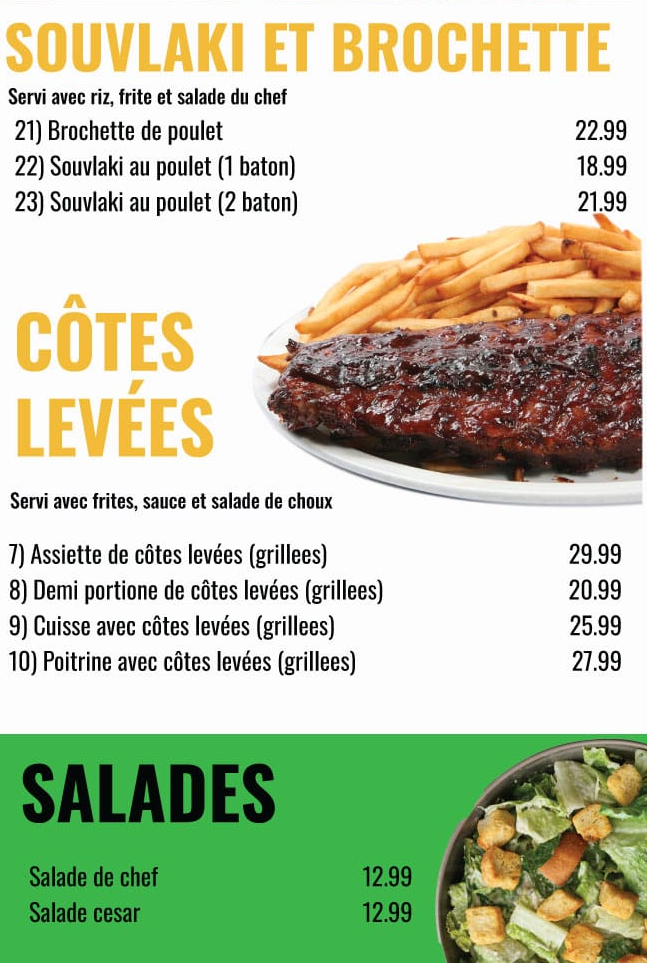 SOUVLAKI ET BROCHETTE
Servi avec riz, frite et salade du chef
21) Brochette de poulet 22.99
22) Souvlaki au poulet (1 baton) 18.99
23) Souvlaki au poulet (2 baton) 21.99
CÔTES
LEVÉES
Servi avec frites, sauce et salade de choux
7) Assiette de côtes levées (grillees) 29.99
8) Demi portione de côtes levées (grillees) 20.99
9) Cuisse avec côtes levées (grillees) 25.99
10) Poitrine avec côtes levées (grillees) 27.99
SALADES
Salade de chef 12.99
Salade cesar 12.99